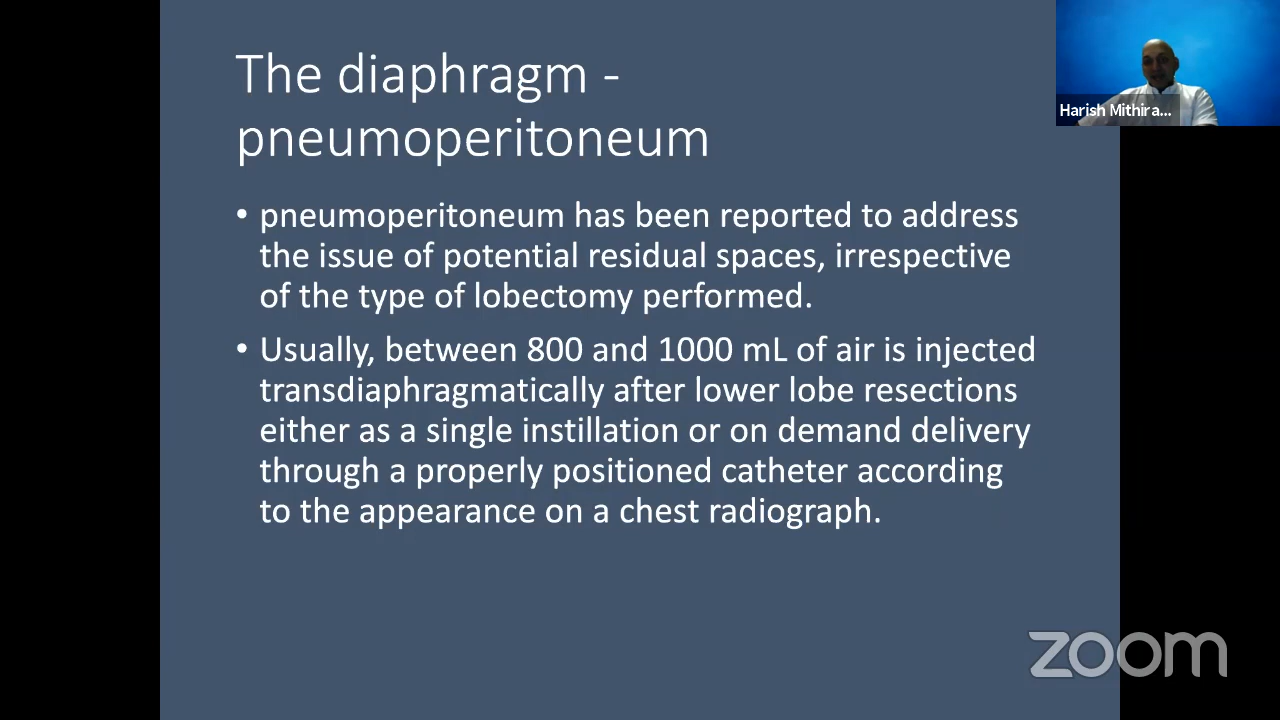 The diaphragm -
pneumoperitoneum
• pneumoperitoneum has been reported to address
the issue of potential residual spaces, irrespective
of the type of lobectomy performed.
• Usually, between 800 and 1000 mL of air is injected
transdiaphragmatically after lower lobe resections
either as a single instillation or on demand delivery
through a properly positioned catheter according
to the appearance on a chest radiograph.
Harish Mithira...
zoom